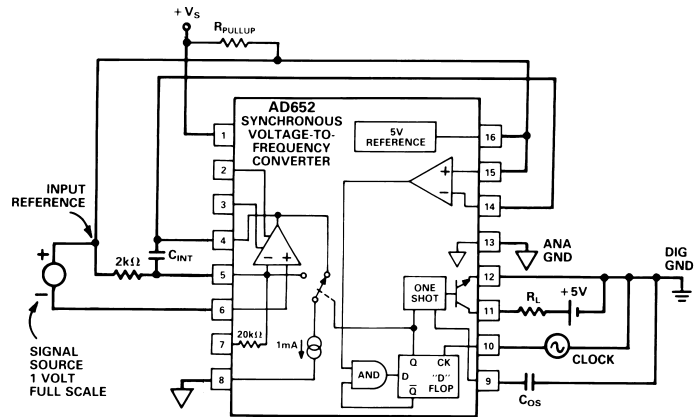 + VS
RPULLUP
AD652
SYNCHRONOUS
VOLTAGE-TO-
FREQUENCY
CONVERTER
5V
REFERENCE
1
2
3
4
5
6
7
8
16
15
14
13
12
11
10
9
INPUT
REFERENCE
2kΩ
CINT
+
–
SIGNAL
SOURCE
1 VOLT
FULL SCALE
– +
20kΩ
1mA
+
–
ANA
GND
DIG
GND
ONE
SHOT
RL
+5V
CLOCK
AND
Q CK
D "D"
FLOP
Q̅
COS